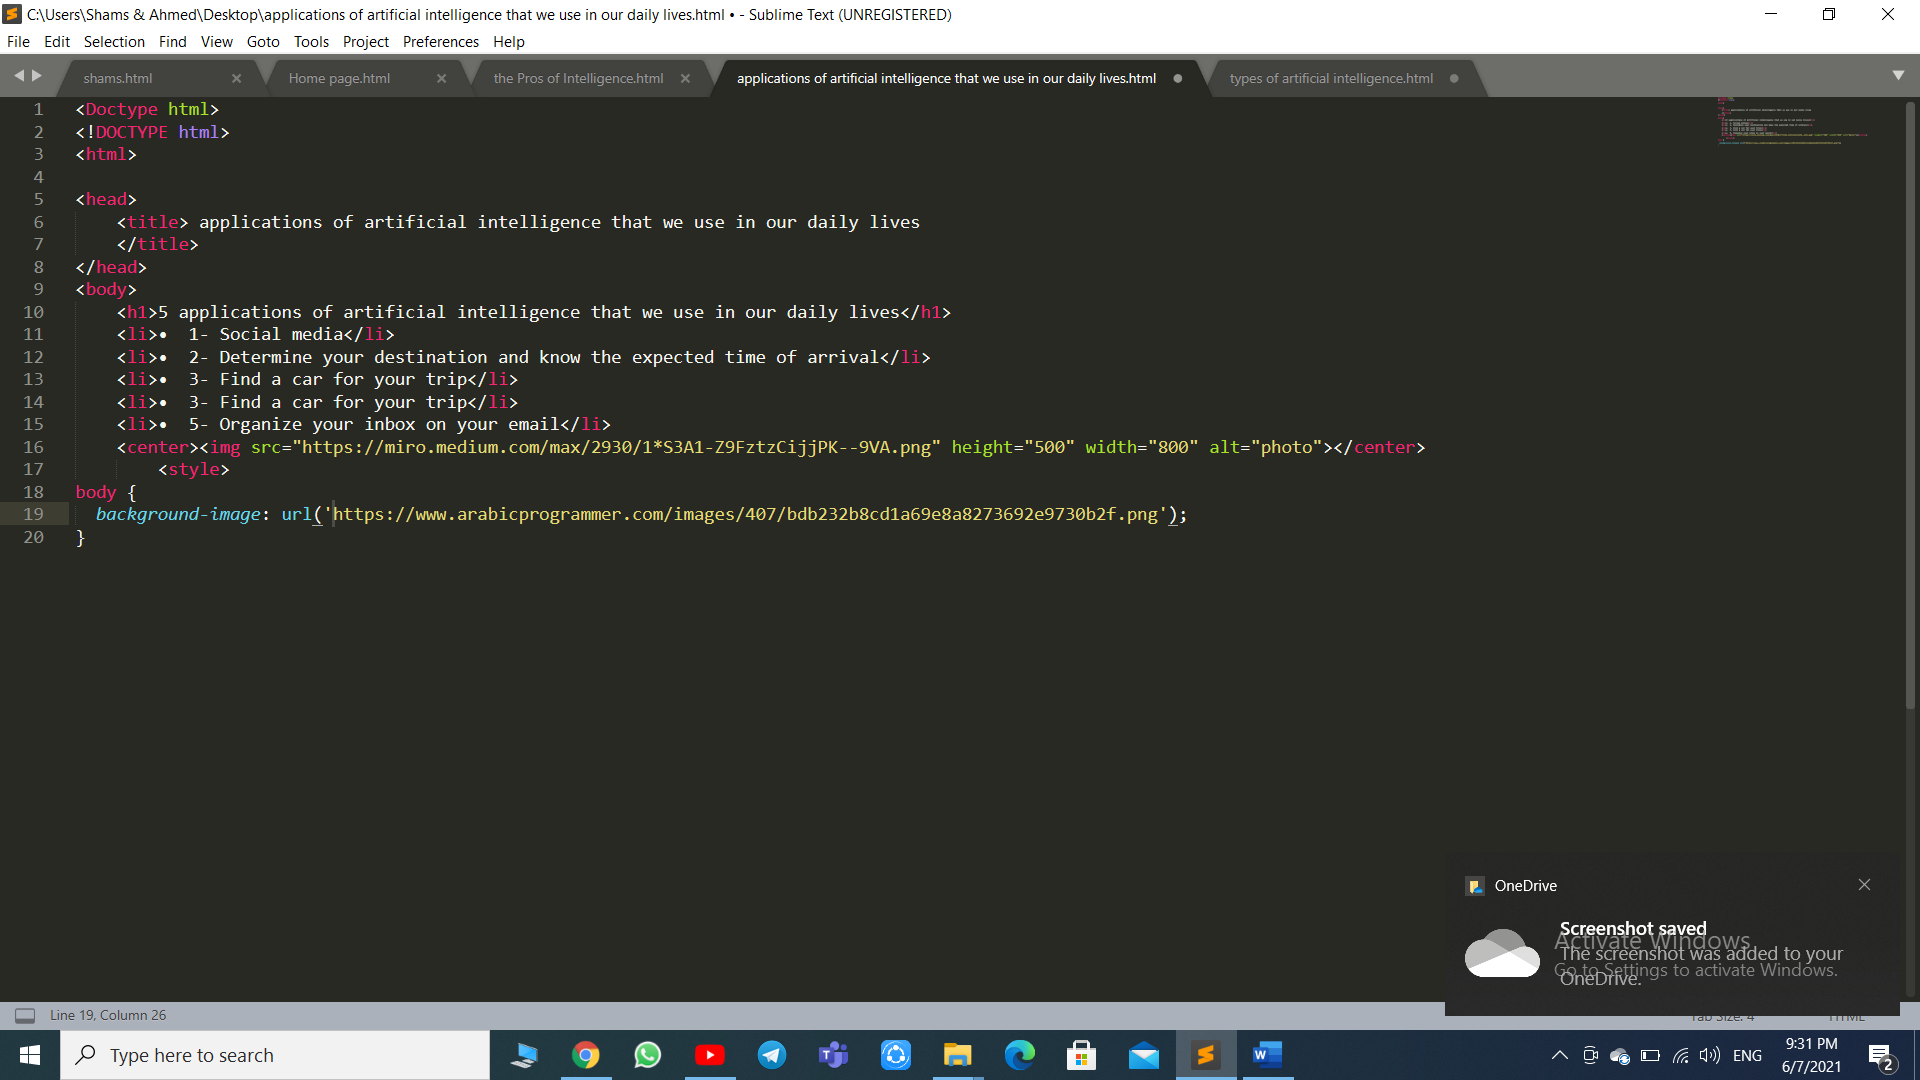 C:\Users\Shams & Ahmed\Desktop\applications of artificial intelligence that we use in our daily lives.html • - Sublime Text (UNREGISTERED)
File Edit Selection Find View Goto Tools Project Preferences Help
shams.html × Home page.html × the Pros of Intelligence.html × applications of artificial intelligence that we use in our daily lives.html types of artificial intelligence.html
1 <Doctype html>
2 <!DOCTYPE html>
3 <html>
4
5 <head>
6 <title> applications of artificial intelligence that we use in our daily lives
7 </title>
8 </head>
9 <body>
10 <h1>5 applications of artificial intelligence that we use in our daily lives</h1>
11 <li>• 1- Social media</li>
12 <li>• 2- Determine your destination and know the expected time of arrival</li>
13 <li>• 3- Find a car for your trip</li>
14 <li>• 3- Find a car for your trip</li>
15 <li>• 5- Organize your inbox on your email</li>
16 <center><img src="https://miro.medium.com/max/2930/1*S3A1-Z9FztzCijjPK--9VA.png" height="500" width="800" alt="photo"></center>
17 <style>
18 body {
19 background-image: url('https://www.arabicprogrammer.com/images/407/bdb232b8cd1a69e8a8273692e9730b2f.png');
20 }
OneDrive
Screenshot saved
Activate Windows
The screenshot was added to your
Go to Settings to activate Windows.
OneDrive.
Line 19, Column 26
Tab Size: 4 HTML
Type here to search
ENG
9:31 PM
6/7/2021
2